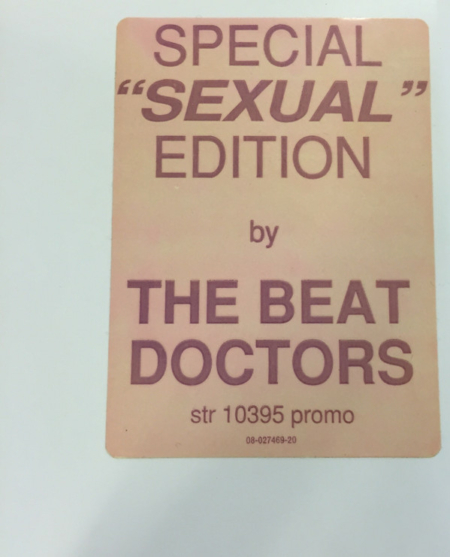 SPECIAL
“SEXUAL”
EDITION
by
THE BEAT
DOCTORS
str 10395 promo
08-027469-20